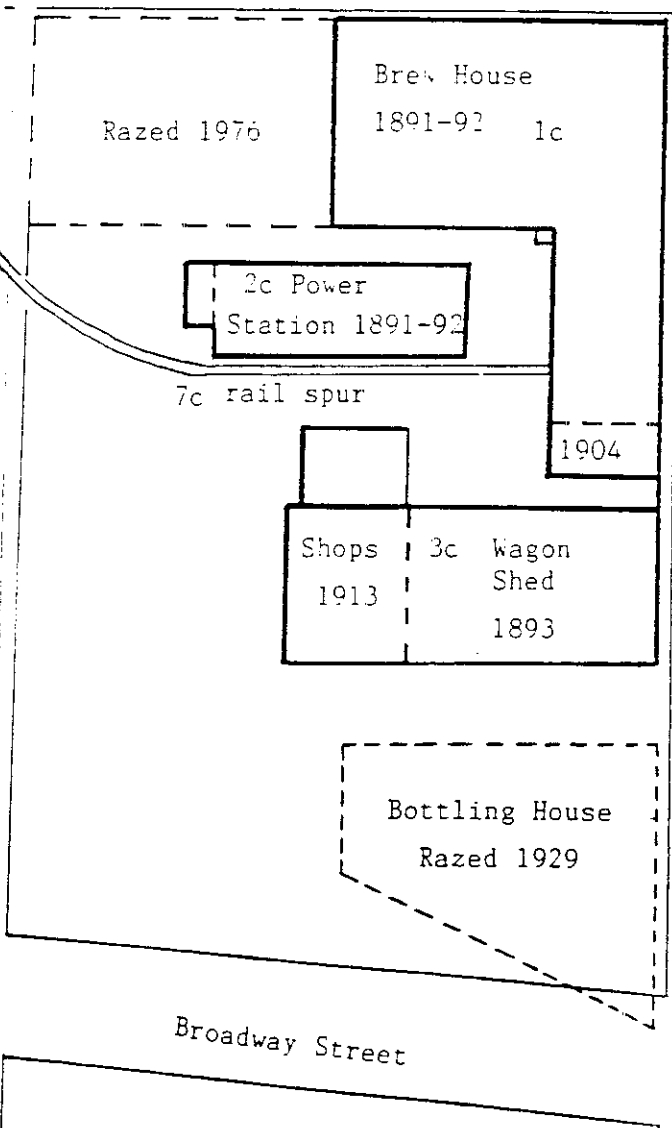 Brew House
1891-92 1c
Razed 1976
2c Power
Station 1891-92
7c rail spur
1904
Shops
1913
3c Wagon
Shed
1893
Bottling House
Razed 1929
Broadway Street